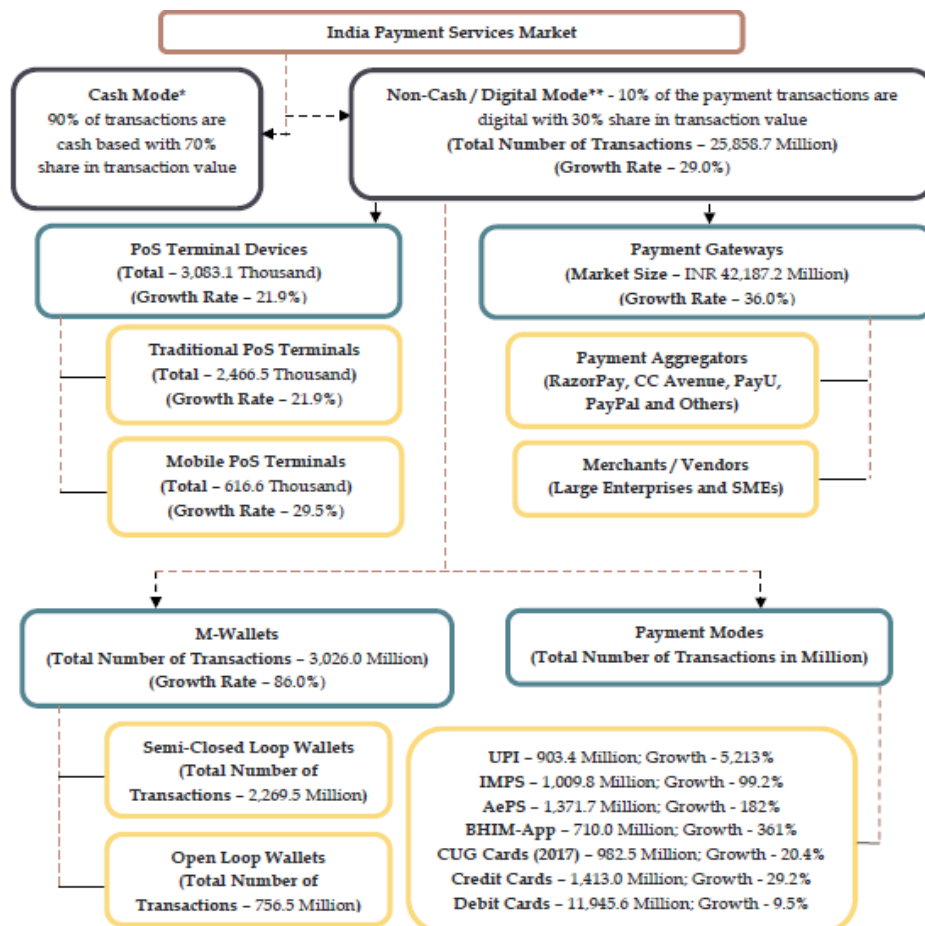 India Payment Services Market
Cash Mode*
90% of transactions are
cash based with 70%
share in transaction value
Non-Cash / Digital Mode** - 10% of the payment transactions are
digital with 30% share in transaction value
(Total Number of Transactions – 25,858.7 Million)
(Growth Rate – 29.0%)
PoS Terminal Devices
(Total – 3,083.1 Thousand)
(Growth Rate – 21.9%)
Payment Gateways
(Market Size – INR 42,187.2 Million)
(Growth Rate – 36.0%)
Traditional PoS Terminals
(Total – 2,466.5 Thousand)
(Growth Rate – 21.9%)
Payment Aggregators
(RazorPay, CC Avenue, PayU,
PayPal and Others)
Mobile PoS Terminals
(Total – 616.6 Thousand)
(Growth Rate – 29.5%)
Merchants / Vendors
(Large Enterprises and SMEs)
M-Wallets
(Total Number of Transactions – 3,026.0 Million)
(Growth Rate – 86.0%)
Payment Modes
(Total Number of Transactions in Million)
Semi-Closed Loop Wallets
(Total Number of
Transactions – 2,269.5 Million)
Open Loop Wallets
(Total Number of
Transactions – 756.5 Million)
UPI – 903.4 Million; Growth - 5,213%
IMPS – 1,009.8 Million; Growth - 99.2%
AePS – 1,371.7 Million; Growth - 182%
BHIM-App – 710.0 Million; Growth - 361%
CUG Cards (2017) – 982.5 Million; Growth - 20.4%
Credit Cards – 1,413.0 Million; Growth - 29.2%
Debit Cards – 11,945.6 Million; Growth - 9.5%